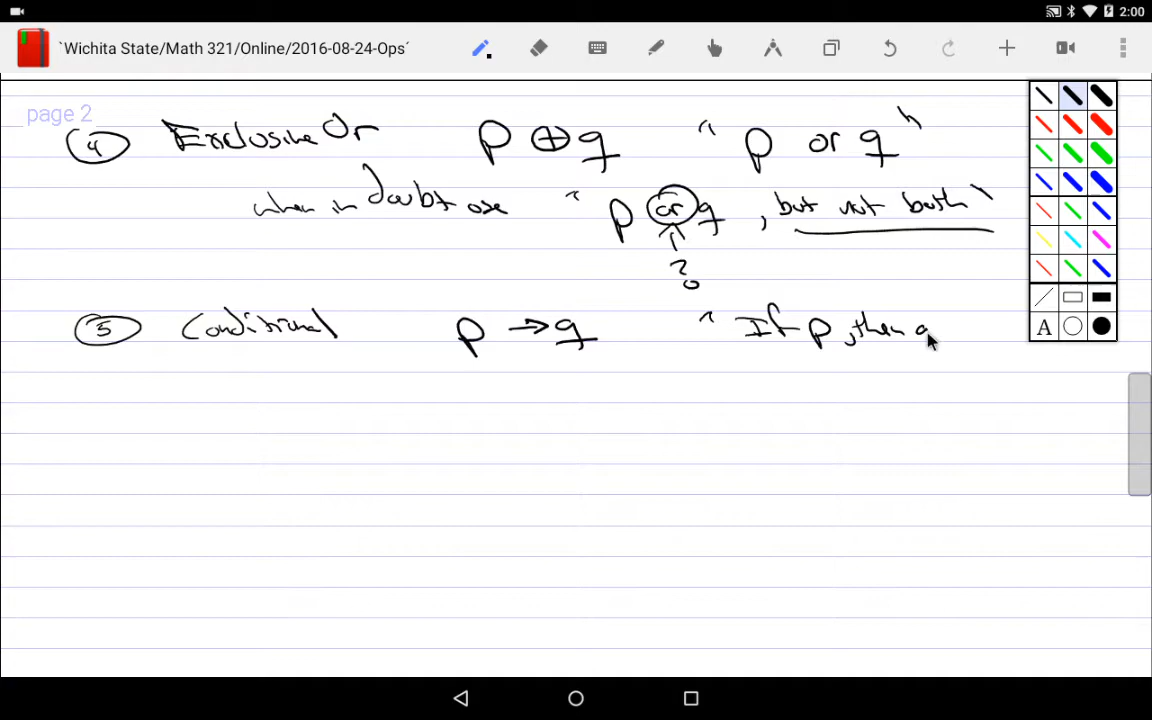 2:00
`Wichita State/Math 321/Online/2016-08-24-Ops`
page 2
A
④ Exclusive Or p ⊕ q "p or q"
when in doubt use "p or q, but not both"
?
⑤ Conditional p → q "If p, then q